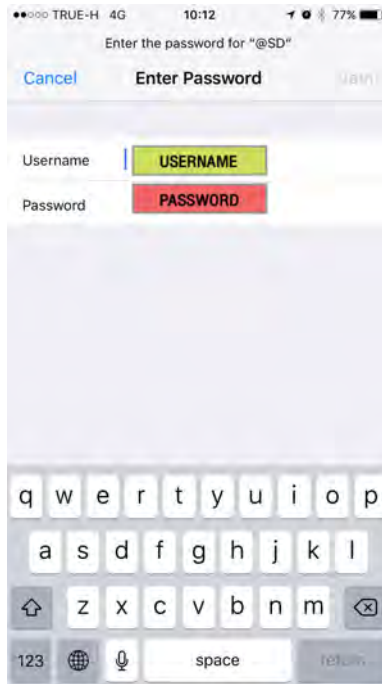 TRUE-H 4G 10:12 77%
Enter the password for "@SD"
Cancel Enter Password
Username USERNAME
Password PASSWORD
q w e r t y u i o p
a s d f g h j k l
z x c v b n m
123 space return